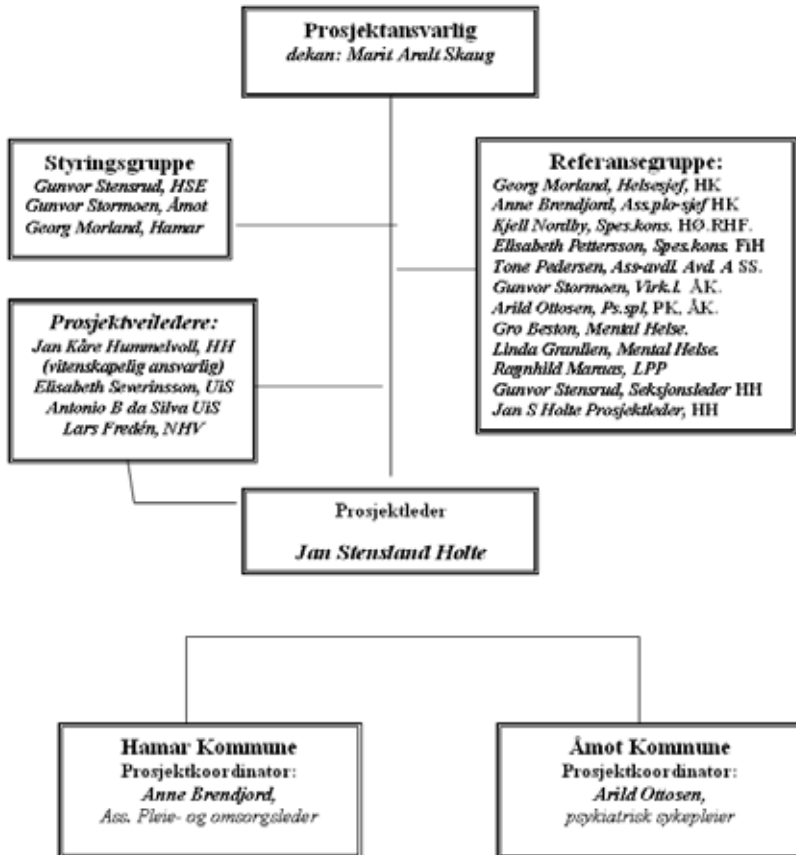 Prosjektansvarlig
dekan: Marit Aralt Skaug
Styringsgruppe
Gunvor Stensrud, HSE
Gunvor Stormoen, Åmot
Georg Morland, Hamar
Referansegruppe:
Georg Morland, Helsesjef, HK
Anne Brendjord, Ass.plo-sjef HK
Kjell Nordby, Spes.kons. HØ.RHF.
Elisabeth Pettersson, Spes.kons. FiH
Tone Pedersen, Ass-avdl. Avd. A SS.
Gunvor Stormoen, Virk.l. ÅK.
Arild Ottosen, Ps.spl, PK, ÅK.
Gro Beston, Mental Helse.
Linda Granlien, Mental Helse.
Ragnhild LPP
Gunvor Stensrud, Seksjonsleder HH
Jan S Holte Prosjektleder, HH
Prosjektveiledere:
Jan Kåre Hummelvoll, HH
(vitenskapelig ansvarlig)
Elisabeth Severinsson, UiS
Antonio B da Silva UiS
Lars Fredén, NHV
Prosjektleder
Jan Stensland Holte
Hamar Kommune
Prosjektkoordinator:
Anne Brendjord,
Ass. Pleie- og omsorgsleder
Åmot Kommune
Prosjektkoordinator:
Arild Ottosen,
psykiatrisk sykepleier